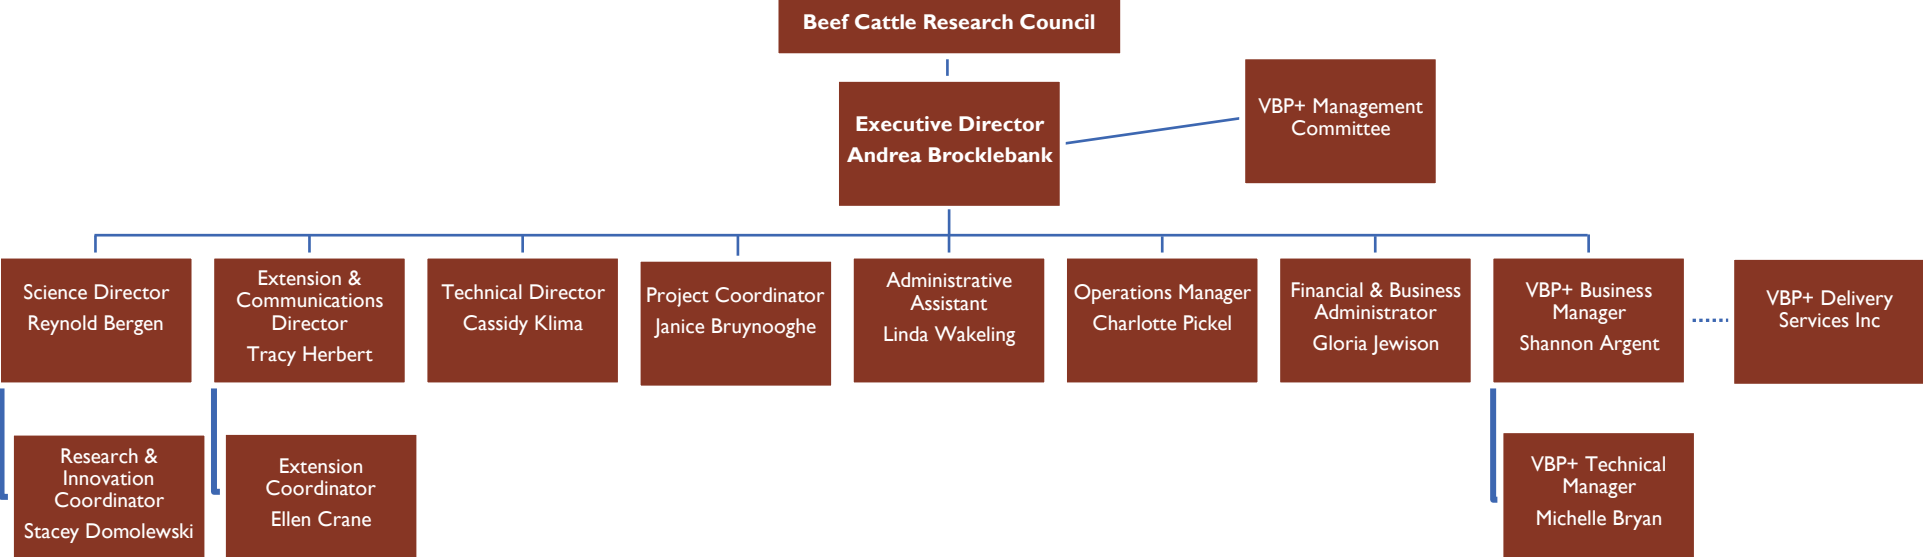 Beef Cattle Research Council
Executive Director
Andrea Brocklebank
VBP+ Management
Committee
Science Director
Reynold Bergen
Extension &
Communications
Director
Tracy Herbert
Technical Director
Cassidy Klima
Project Coordinator
Janice Bruynooghe
Administrative
Assistant
Linda Wakeling
Operations Manager
Charlotte Pickel
Financial & Business
Administrator
Gloria Jewison
VBP+ Business
Manager
Shannon Argent
VBP+ Delivery
Services Inc
Research &
Innovation
Coordinator
Stacey Domolewski
Extension
Coordinator
Ellen Crane
VBP+ Technical
Manager
Michelle Bryan